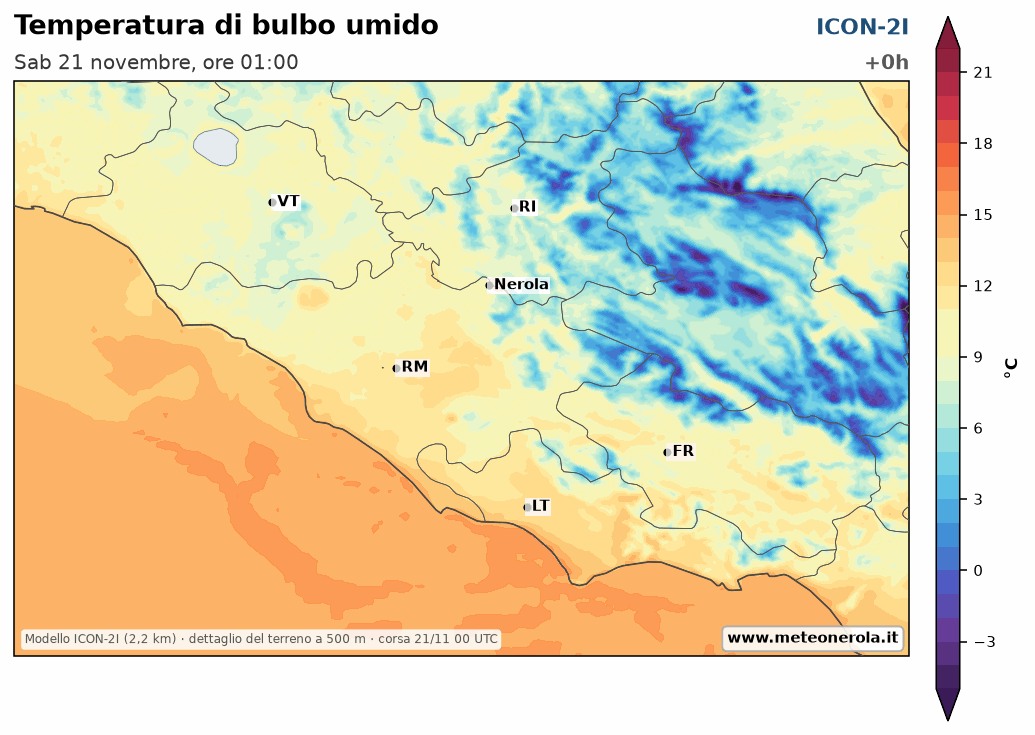 Temperatura di bulbo umido
ICON-2I
Sab 21 novembre, ore 01:00
+0h
21
18
15
12
9
6
3
0
−3
°C
VT
RI
Nerola
RM
FR
LT
Modello ICON-2I (2,2 km) · dettaglio del terreno a 500 m · corsa 21/11 00 UTC
www.meteonerola.it